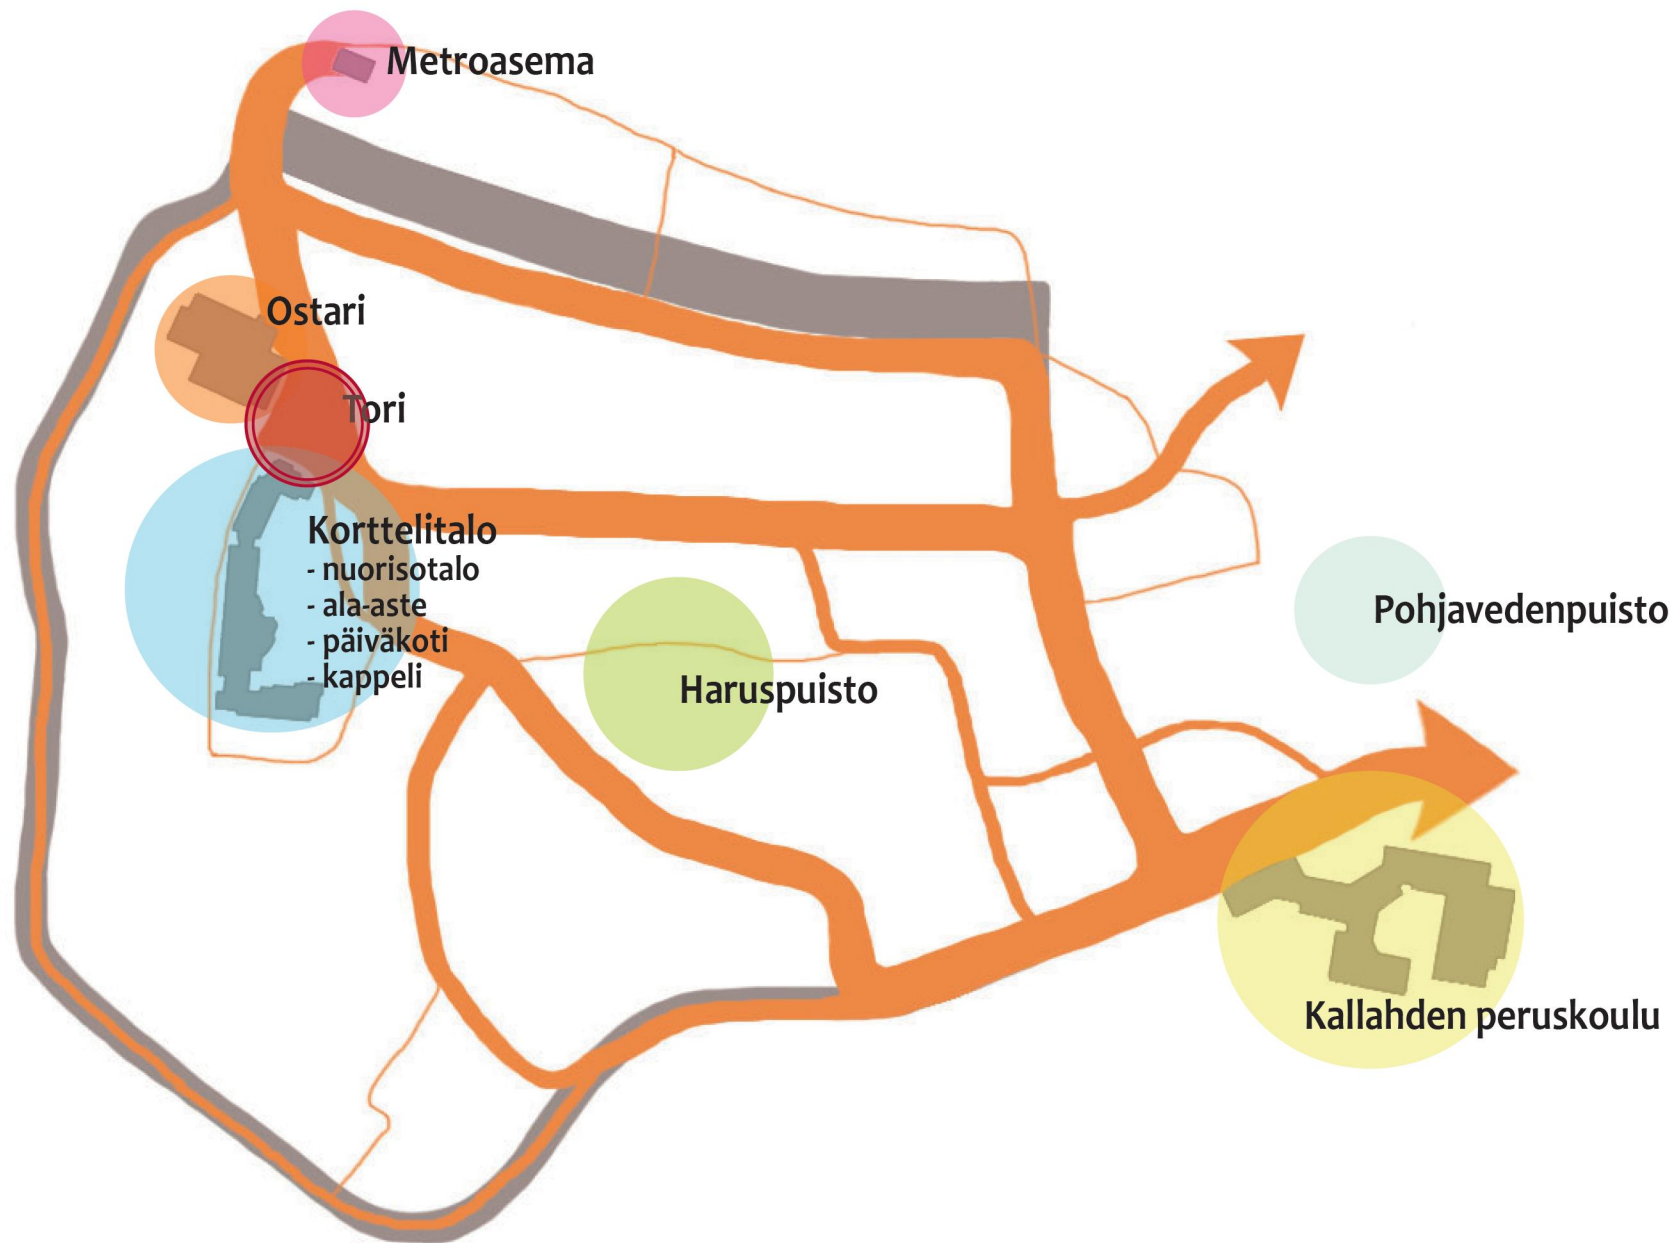 Metroasema
Ostari
Tori
Korttelitalo
- nuorisotalo
- ala-aste
- päiväkoti
- kappeli
Haruspuisto
Pohjavedenpuisto
Kallahden peruskoulu